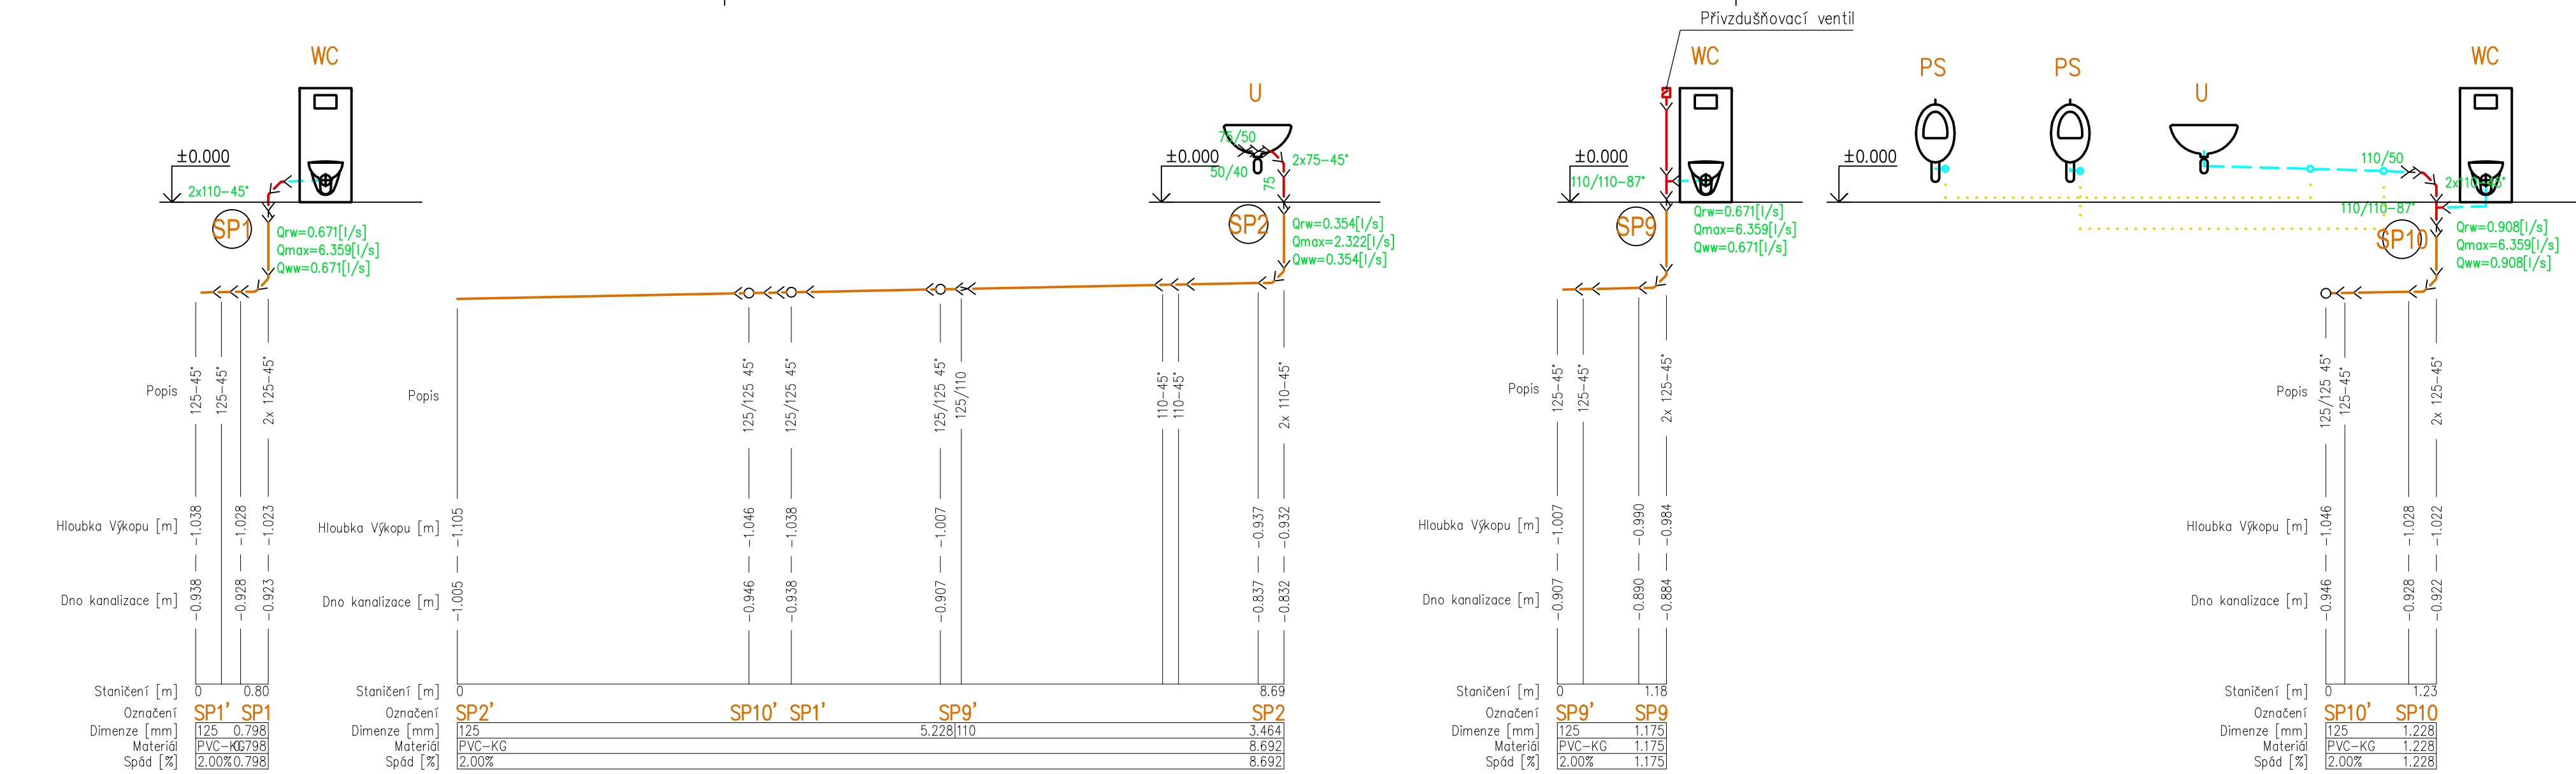 Přivzdušňovací ventil
WC
U
WC
PS
PS
U
WC
±0.000
2x110-45°
SP1
Qrw=0.671[l/s]
Qmax=6.359[l/s]
Qww=0.671[l/s]
Popis
125-45°
125-45°
2x 125-45°
Hloubka Výkopu [m]
-1.038
-1.028
-1.023
Dno kanalizace [m]
-0.938
-0.928
-0.923
Staničení [m]
0
0.80
Označení
SP1'
SP1
Dimenze [mm]
125
0.798
Materiál
PVC-KG
0.798
Spád [%]
2.00%
0.798
±0.000
75/50
50/40
2x75-45°
75
SP2
Qrw=0.354[l/s]
Qmax=2.322[l/s]
Qww=0.354[l/s]
Popis
125/125 45°
125/125 45°
125/125 45°
125/110
110-45°
110-45°
2x 110-45°
Hloubka Výkopu [m]
-1.105
-1.046
-1.038
-1.007
-0.937
-0.932
Dno kanalizace [m]
-1.005
-0.946
-0.938
-0.907
-0.837
-0.832
Staničení [m]
0
8.69
Označení
SP2'
SP10'
SP1'
SP9'
SP2
Dimenze [mm]
125
5.228
110
3.464
Materiál
PVC-KG
8.692
Spád [%]
2.00%
8.692
±0.000
110/110-87°
SP9
Qrw=0.671[l/s]
Qmax=6.359[l/s]
Qww=0.671[l/s]
Popis
125-45°
125-45°
2x 125-45°
Hloubka Výkopu [m]
-1.007
-0.990
-0.984
Dno kanalizace [m]
-0.907
-0.890
-0.884
Staničení [m]
0
1.18
Označení
SP9'
SP9
Dimenze [mm]
125
1.175
Materiál
PVC-KG
1.175
Spád [%]
2.00%
1.175
±0.000
110/50
2x110-45°
110/110-87°
SP10
Qrw=0.908[l/s]
Qmax=6.359[l/s]
Qww=0.908[l/s]
Popis
125/125 45°
125-45°
2x 125-45°
Hloubka Výkopu [m]
-1.046
-1.028
-1.022
Dno kanalizace [m]
-0.946
-0.928
-0.922
Staničení [m]
0
1.23
Označení
SP10'
SP10
Dimenze [mm]
125
1.228
Materiál
PVC-KG
1.228
Spád [%]
2.00%
1.228